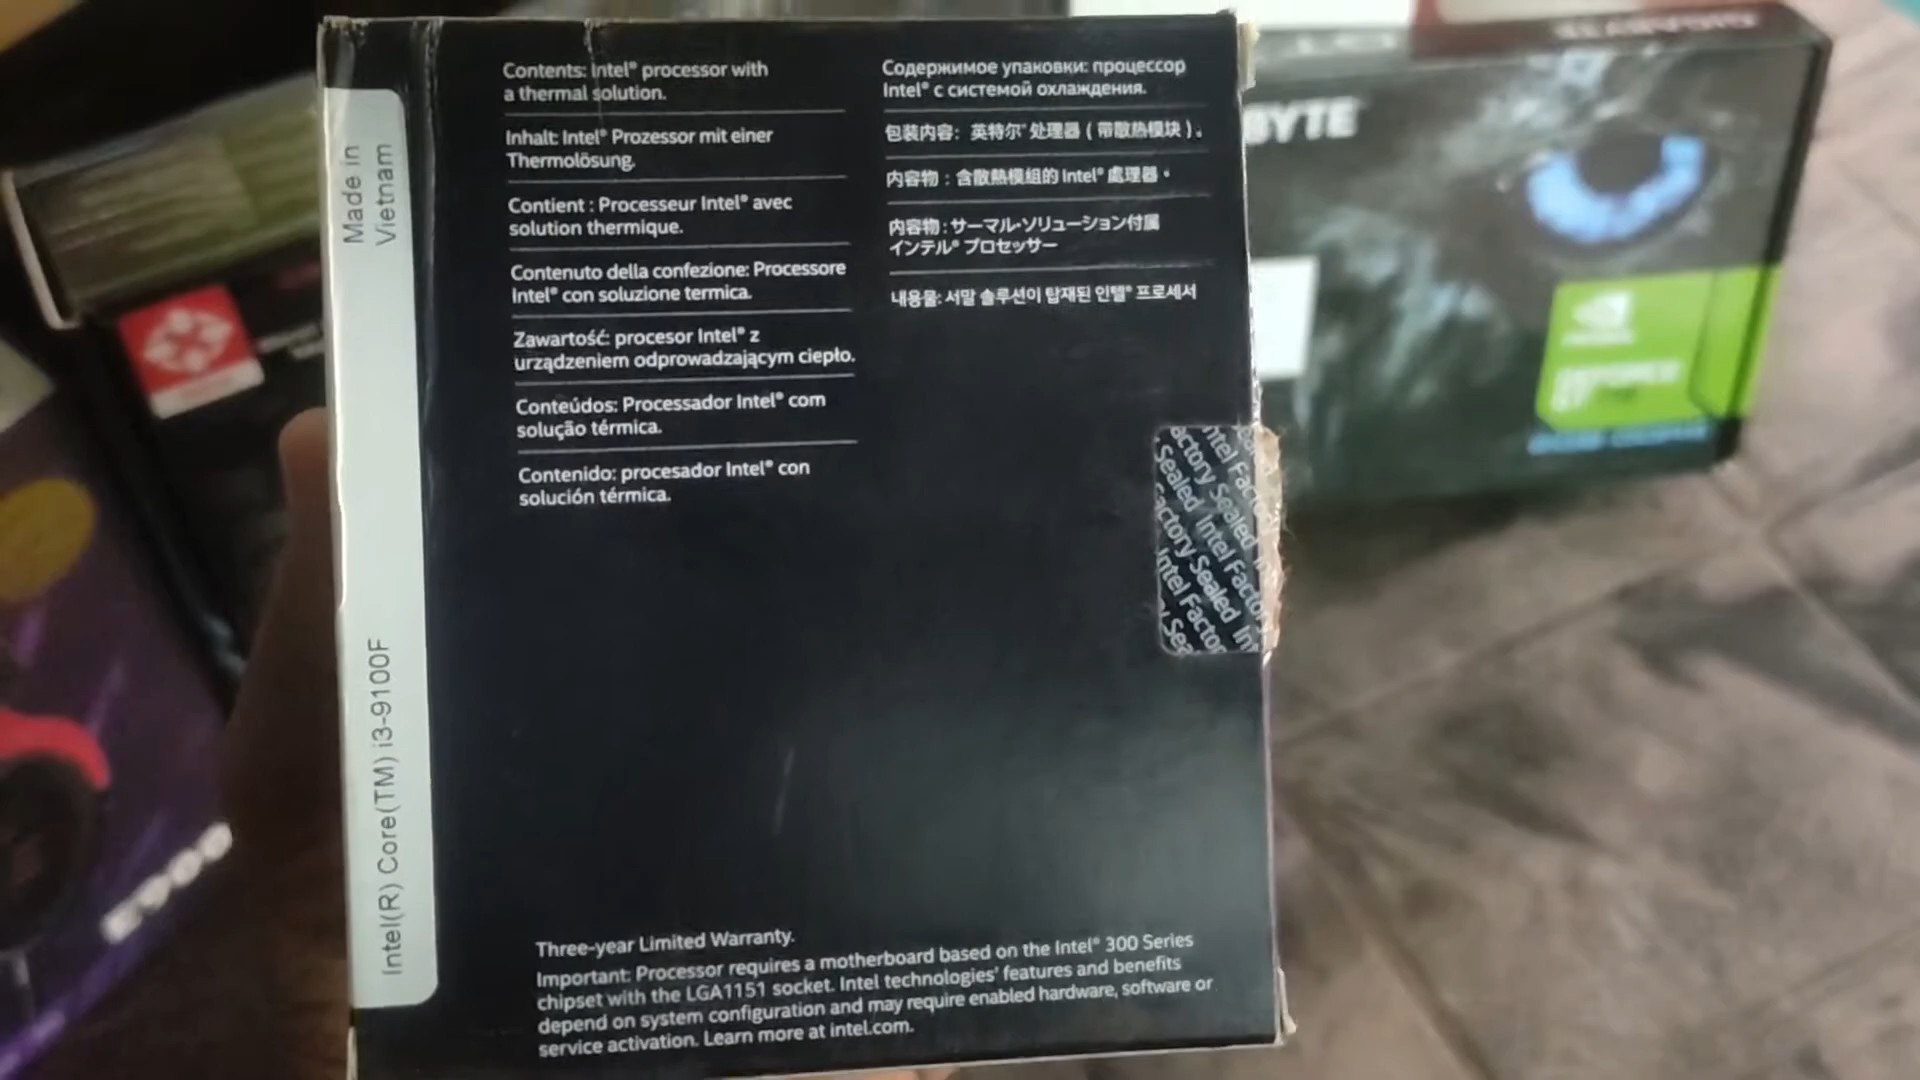 Made in
Vietnam
Intel(R) Core(TM) i3-9100F
Contents: Intel® processor with
a thermal solution.
Inhalt: Intel® Prozessor mit einer
Thermolösung.
Contient : Processeur Intel® avec
solution thermique.
Contenuto della confezione: Processore
Intel® con soluzione termica.
Zawartość: procesor Intel® z
urządzeniem odprowadzającym ciepło.
Conteúdos: Processador Intel® com
solução térmica.
Contenido: procesador Intel® con
solución térmica.
Содержимое упаковки: процессор
Intel® с системой охлаждения.
包装内容：英特尔® 处理器（带散热模块）。
內容物：含散熱模組的 Intel® 處理器。
内容物：サーマル・ソリューション付属
インテル® プロセッサー
내용물: 서말 솔루션이 탑재된 인텔® 프로세서
Intel Factory Sealed
Three-year Limited Warranty.
Important: Processor requires a motherboard based on the Intel® 300 Series
chipset with the LGA1151 socket. Intel technologies' features and benefits
depend on system configuration and may require enabled hardware, software or
service activation. Learn more at intel.com.
BYTE
GEFORCE